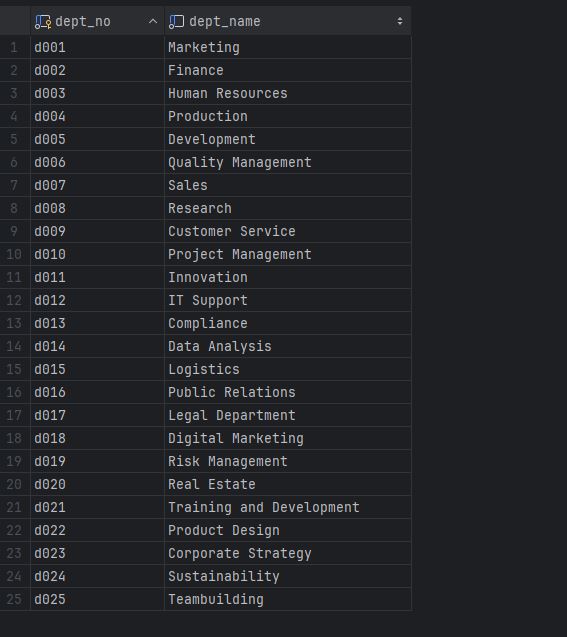 dept_no dept_name
1 d001 Marketing
2 d002 Finance
3 d003 Human Resources
4 d004 Production
5 d005 Development
6 d006 Quality Management
7 d007 Sales
8 d008 Research
9 d009 Customer Service
10 d010 Project Management
11 d011 Innovation
12 d012 IT Support
13 d013 Compliance
14 d014 Data Analysis
15 d015 Logistics
16 d016 Public Relations
17 d017 Legal Department
18 d018 Digital Marketing
19 d019 Risk Management
20 d020 Real Estate
21 d021 Training and Development
22 d022 Product Design
23 d023 Corporate Strategy
24 d024 Sustainability
25 d025 Teambuilding